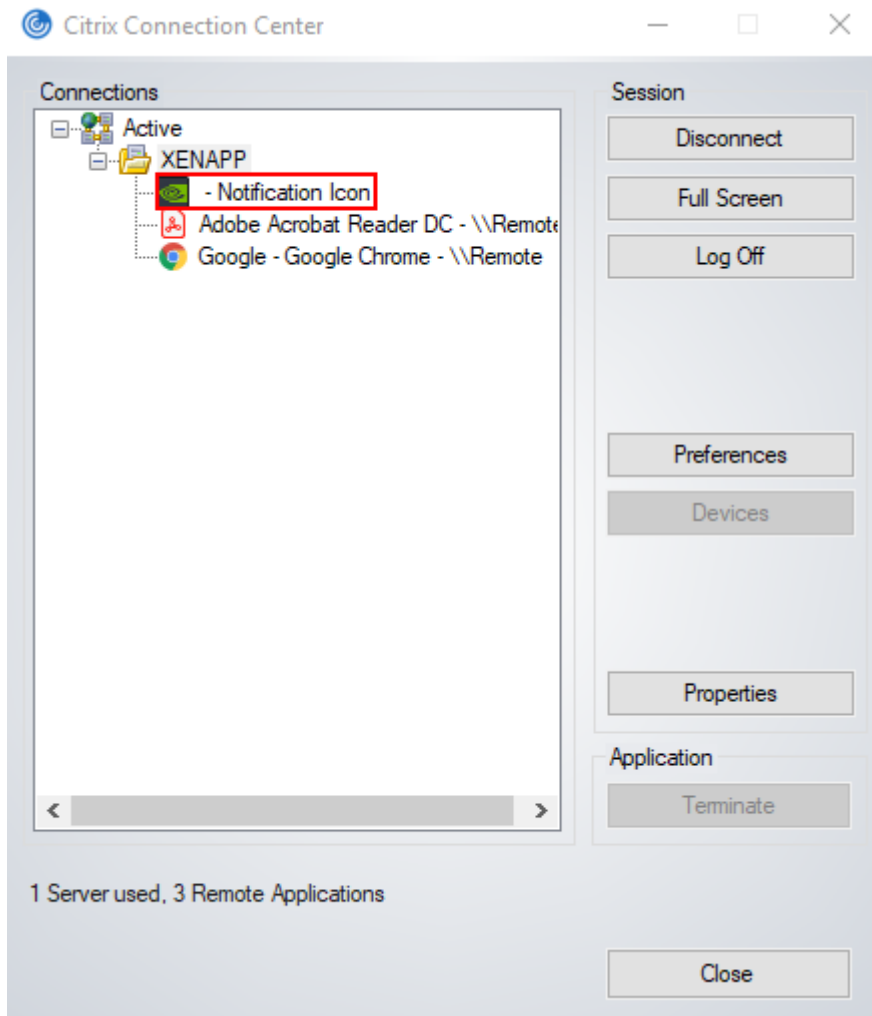 Citrix Connection Center
Connections
Active
XENAPP
- Notification Icon
Adobe Acrobat Reader DC - \\Remote
Google - Google Chrome - \\Remote
Session
Disconnect
Full Screen
Log Off
Preferences
Devices
Properties
Application
Terminate
1 Server used, 3 Remote Applications
Close